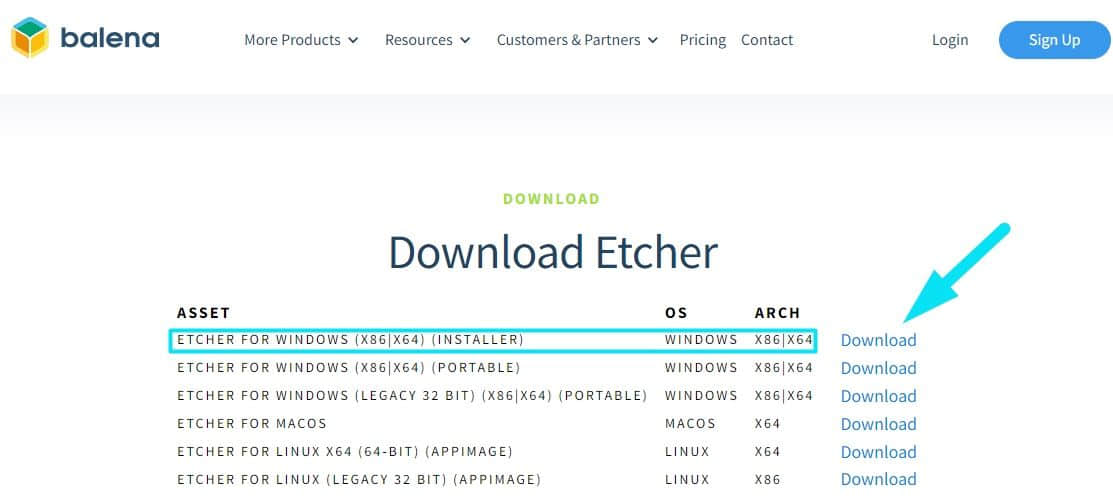 balena
More Products Resources Customers & Partners Pricing Contact Login Sign Up
DOWNLOAD
Download Etcher
ASSET OS ARCH
ETCHER FOR WINDOWS (X86|X64) (INSTALLER) WINDOWS X86|X64 Download
ETCHER FOR WINDOWS (X86|X64) (PORTABLE) WINDOWS X86|X64 Download
ETCHER FOR WINDOWS (LEGACY 32 BIT) (X86|X64) (PORTABLE) WINDOWS X86|X64 Download
ETCHER FOR MACOS MACOS X64 Download
ETCHER FOR LINUX X64 (64-BIT) (APPIMAGE) LINUX X64 Download
ETCHER FOR LINUX (LEGACY 32 BIT) (APPIMAGE) LINUX X86 Download